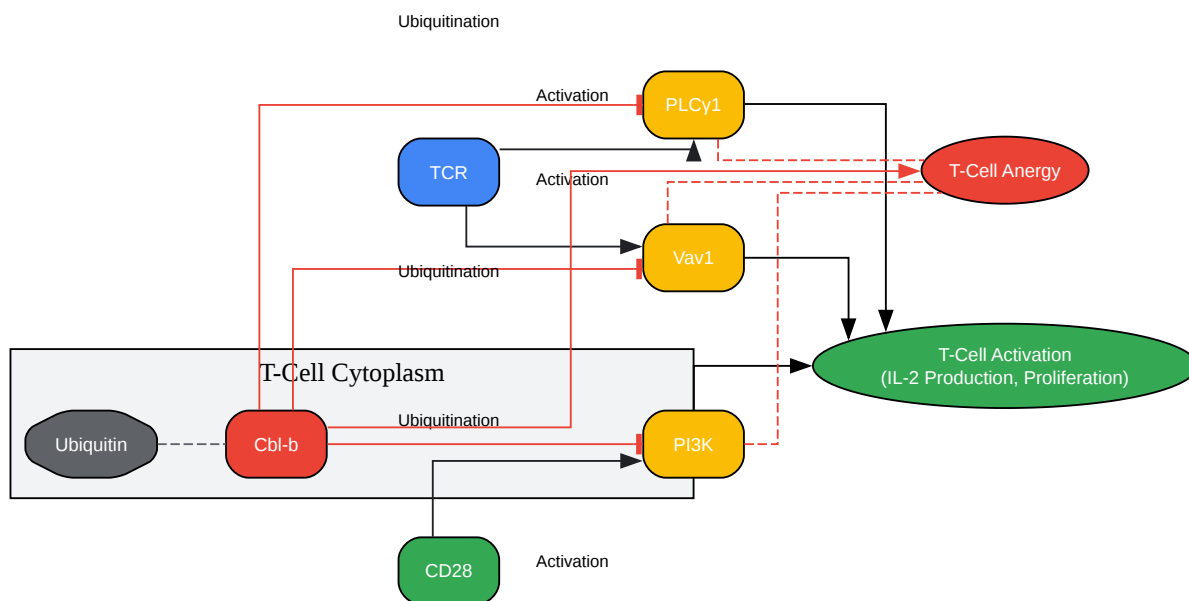 Ubiquitination
Activation
PLCγ1
TCR
Activation
T-Cell Anergy
Vav1
Ubiquitination
T-Cell Activation
(IL-2 Production, Proliferation)
T-Cell Cytoplasm
Ubiquitin
Cbl-b
Ubiquitination
PI3K
CD28
Activation